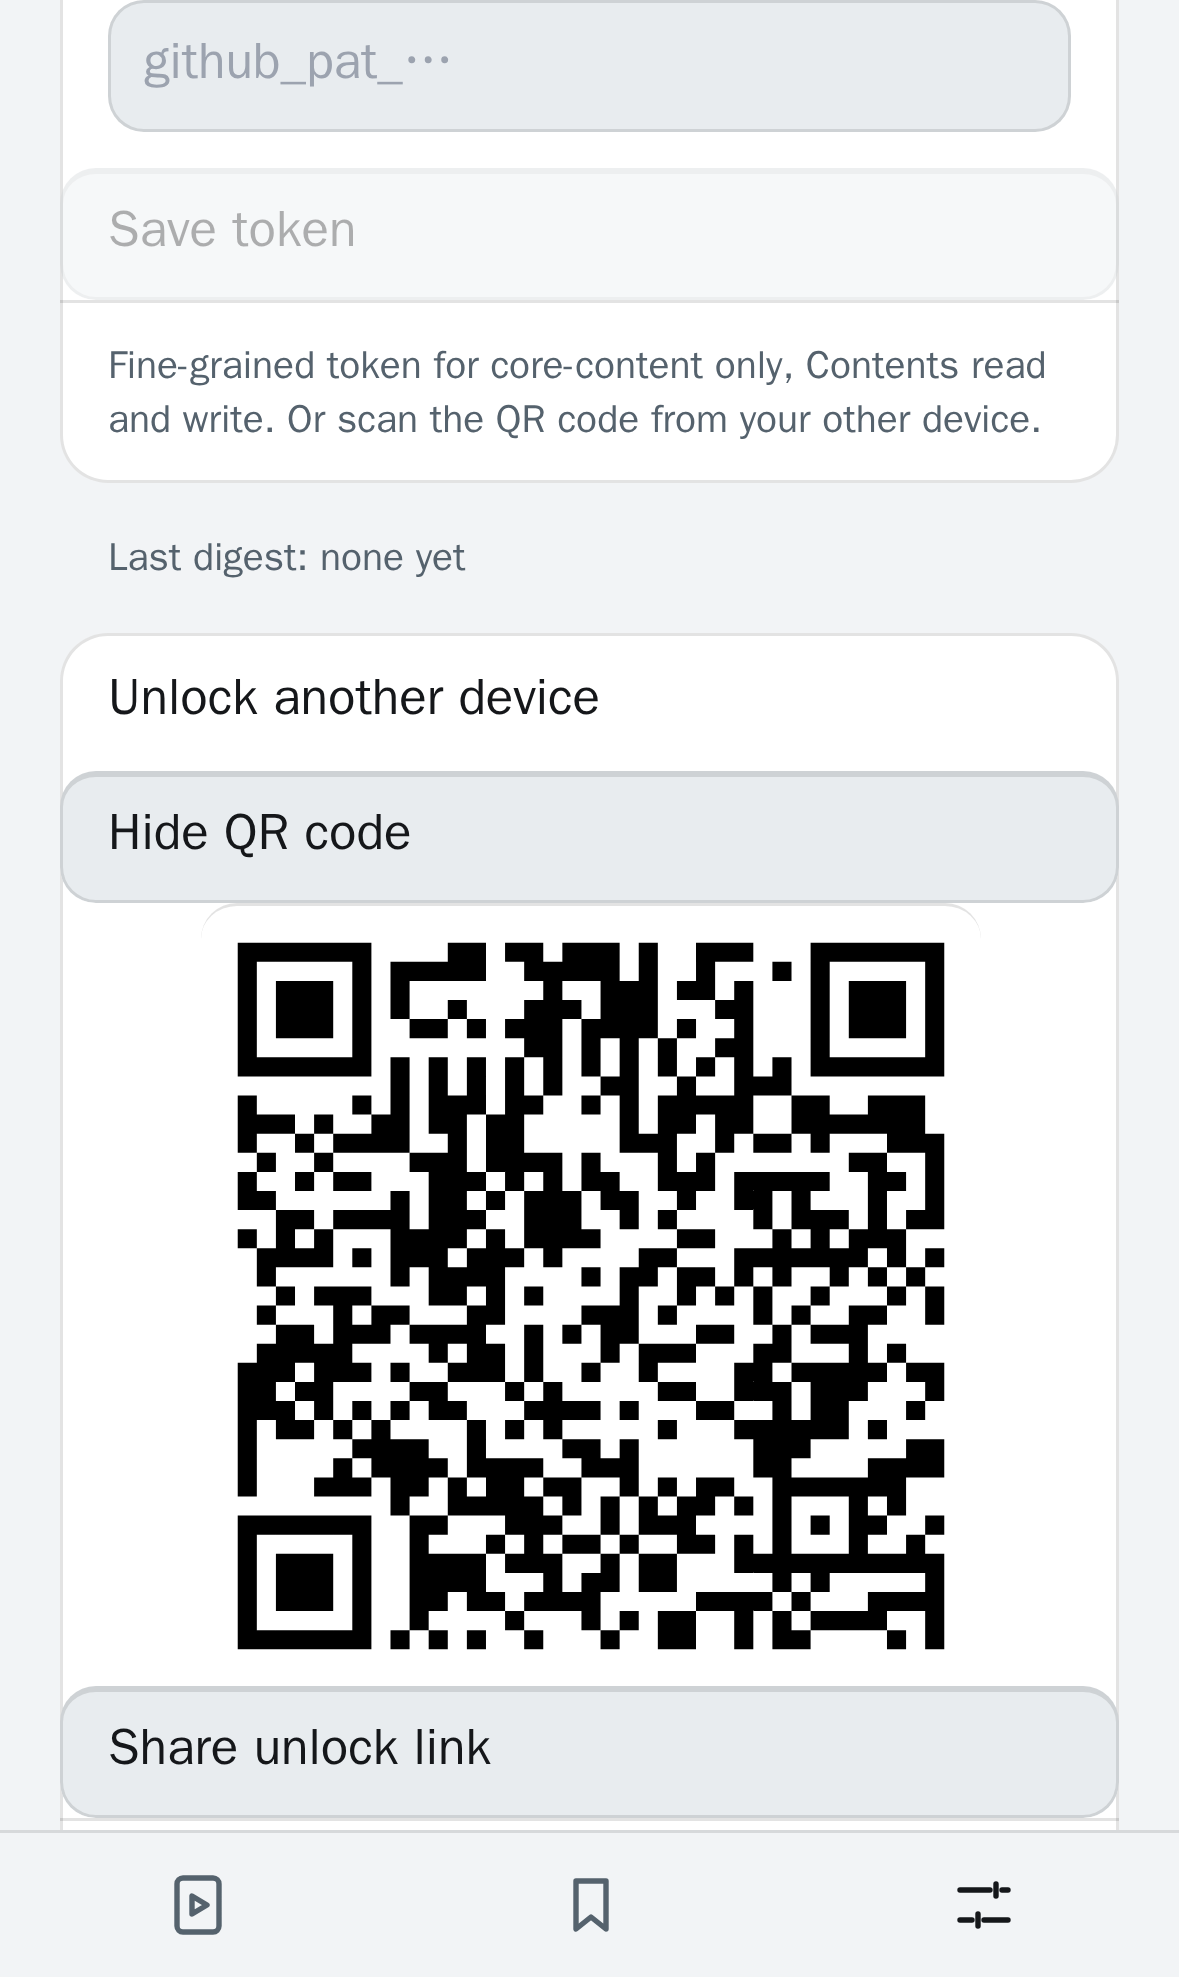 github_pat_···
Save token
Fine-grained token for core-content only, Contents read
and write. Or scan the QR code from your other device.
Last digest: none yet
Unlock another device
Hide QR code
Share unlock link